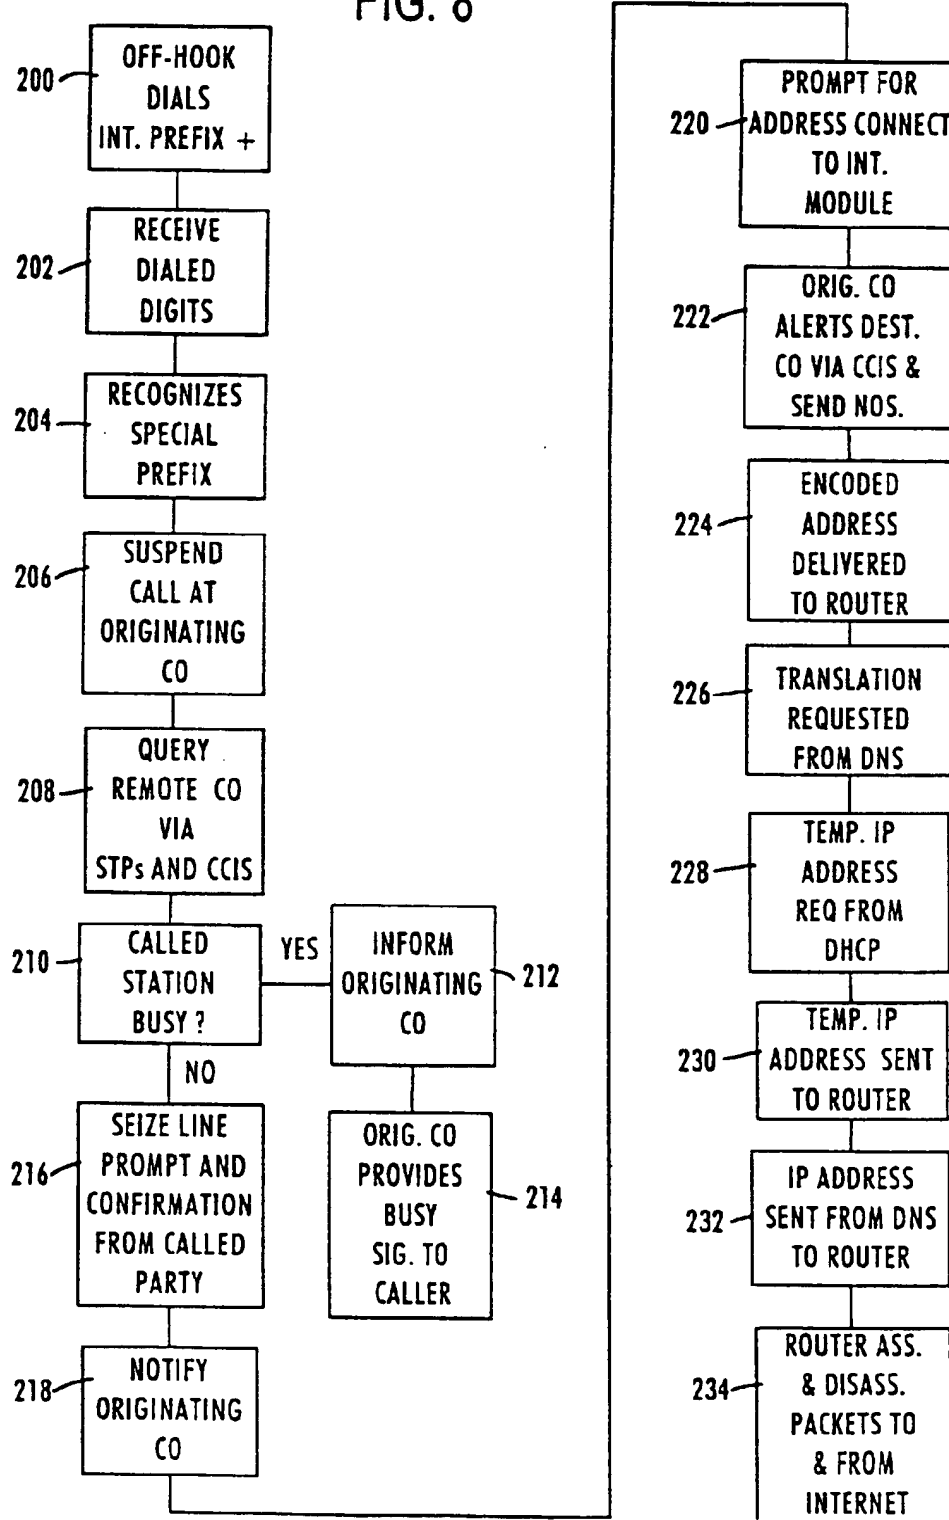 FIG. 8
200
OFF-HOOK
DIALS
INT. PREFIX +
202
RECEIVE
DIALED
DIGITS
204
RECOGNIZES
SPECIAL
PREFIX
206
SUSPEND
CALL AT
ORIGINATING
CO
208
QUERY
REMOTE CO
VIA
STPs AND CCIS
210
CALLED
STATION
BUSY ?
YES
NO
INFORM
ORIGINATING
CO
212
ORIG. CO
PROVIDES
BUSY
SIG. TO
CALLER
214
216
SEIZE LINE
PROMPT AND
CONFIRMATION
FROM CALLED
PARTY
218
NOTIFY
ORIGINATING
CO
220
PROMPT FOR
ADDRESS CONNECT
TO INT.
MODULE
222
ORIG. CO
ALERTS DEST.
CO VIA CCIS &
SEND NOS.
224
ENCODED
ADDRESS
DELIVERED
TO ROUTER
226
TRANSLATION
REQUESTED
FROM DNS
228
TEMP. IP
ADDRESS
REQ FROM
DHCP
230
TEMP. IP
ADDRESS SENT
TO ROUTER
232
IP ADDRESS
SENT FROM DNS
TO ROUTER
234
ROUTER ASS.
& DISASS.
PACKETS TO
& FROM
INTERNET